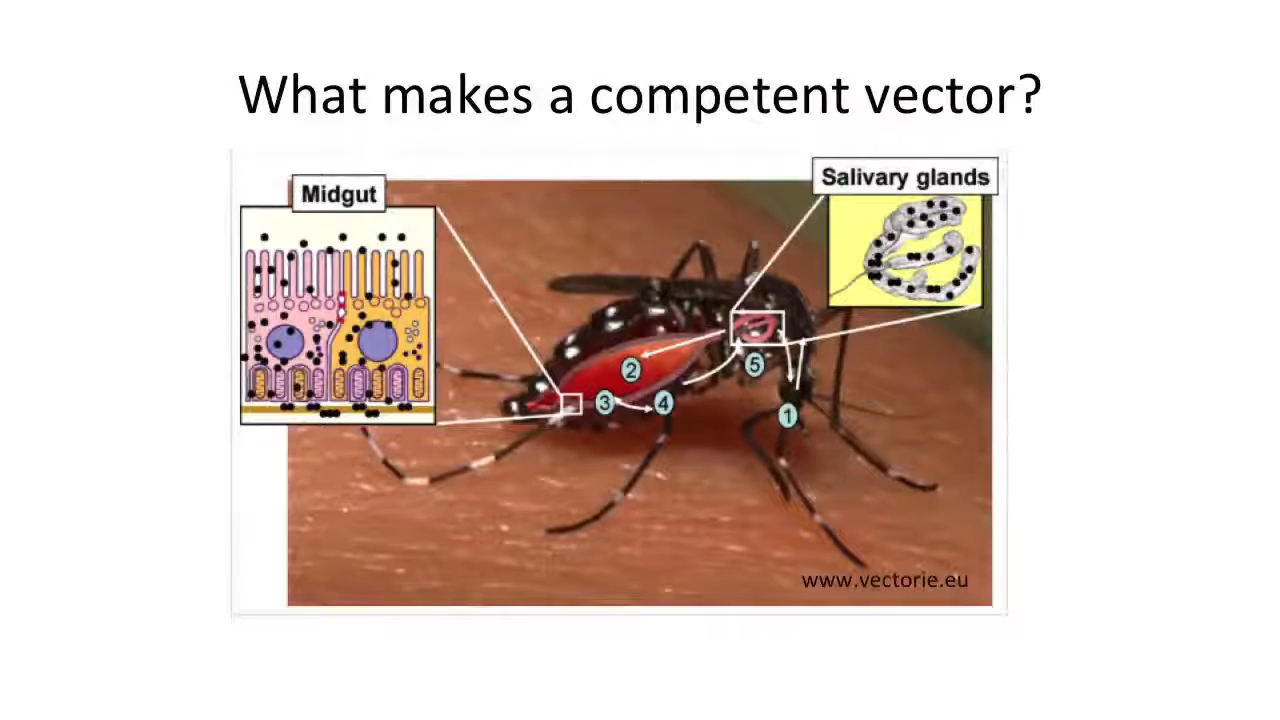 What makes a competent vector?
Midgut
Salivary glands
2
5
3
4
1
www.vectorie.eu